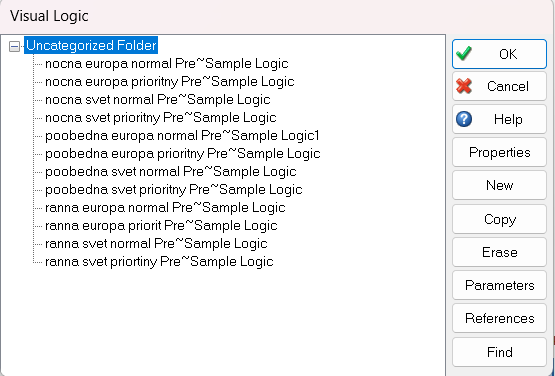 Visual Logic
Uncategorized Folder
nocna europa normal Pre~Sample Logic
nocna europa prioritny Pre~Sample Logic
nocna svet normal Pre~Sample Logic
nocna svet prioritny Pre~Sample Logic
poobedna europa normal Pre~Sample Logic1
poobedna europa prioritny Pre~Sample Logic
poobedna svet normal Pre~Sample Logic
poobedna svet prioritny Pre~Sample Logic
ranna europa normal Pre~Sample Logic
ranna europa priorit Pre~Sample Logic
ranna svet normal Pre~Sample Logic
ranna svet priortiny Pre~Sample Logic
OK
Cancel
Help
Properties
New
Copy
Erase
Parameters
References
Find